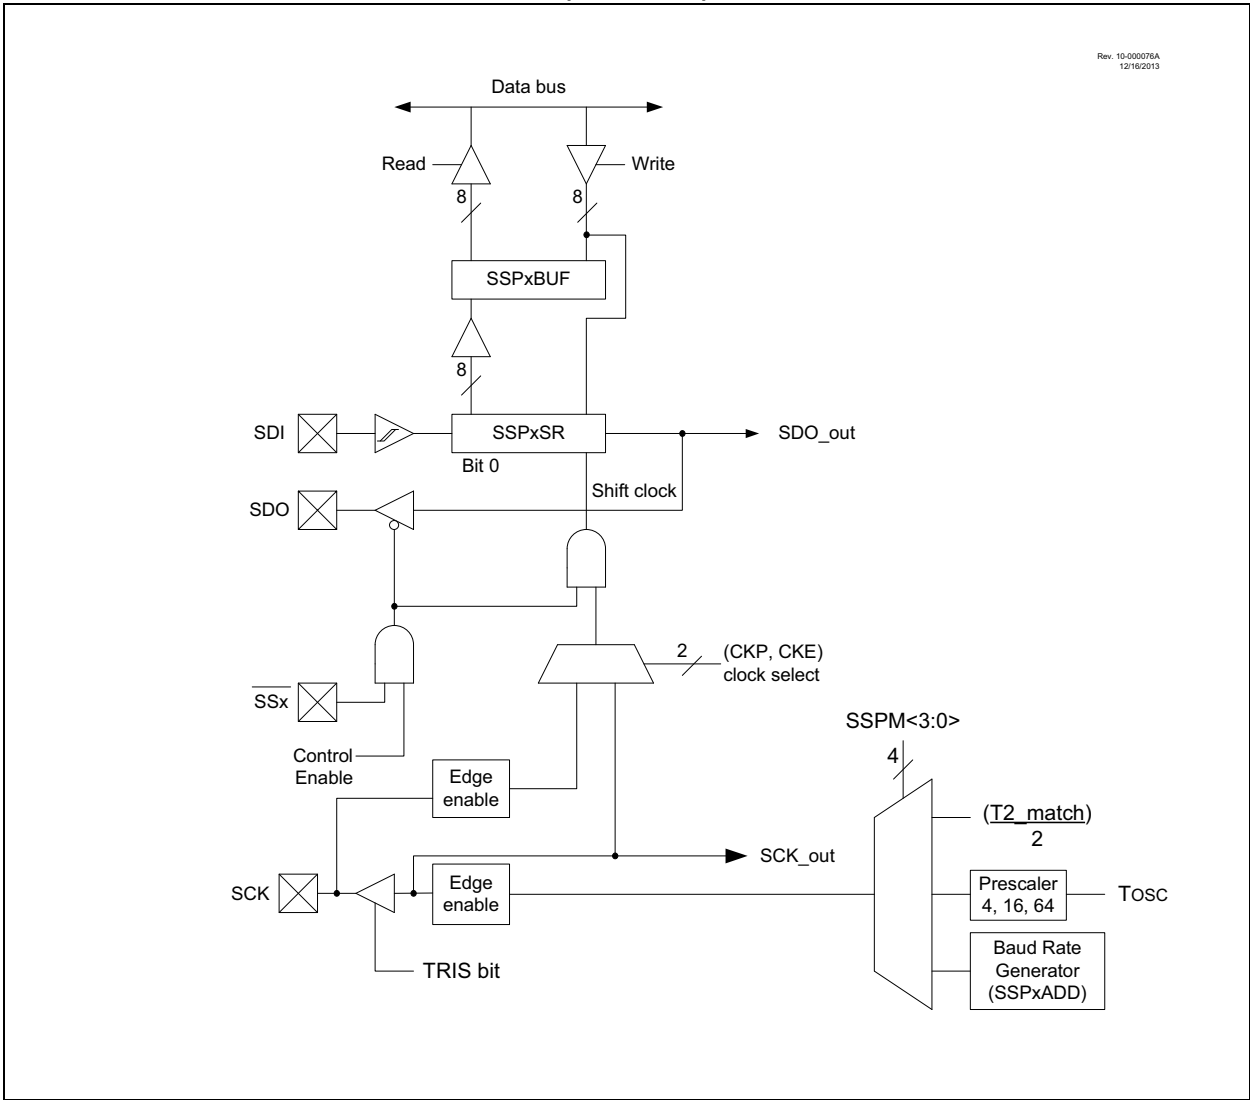 Rev. 10-000076A
12/16/2013
Data bus
Read
Write
8
8
SSPxBUF
8
SDI
SSPxSR
SDO_out
Bit 0
Shift clock
SDO
2
(CKP, CKE)
clock select
SSx
Control
Enable
SSPM<3:0>
4
Edge
enable
(T2_match)
2
SCK_out
SCK
Edge
enable
Prescaler
4, 16, 64
TOSC
TRIS bit
Baud Rate
Generator
(SSPxADD)